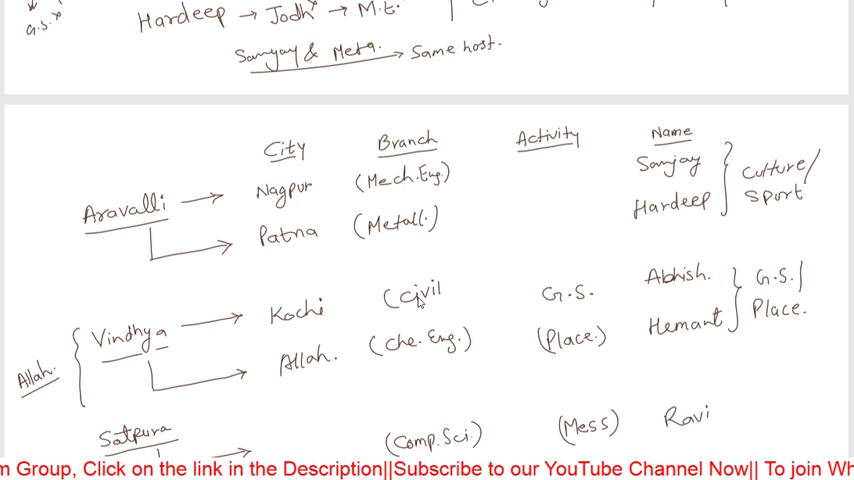 G.S.*
Hardeep → Jodh* → M.E.
Sanjay & Meta. → Same host.
City Branch Activity Name
Aravalli → Nagpur (Mech.Eng.) Sanjay
Patna (Metall.) Hardeep
Culture/
Sport
Vindhya → Kochi (Civil G.S. Abhish.
Allah. (Che. Eng.) (Place.) Hemant
G.S./
Place.
Allah.
Satpura (Comp.Sci.) (Mess) Ravi
m Group, Click on the link in the Description||Subscribe to our YouTube Channel Now|| To join Wh